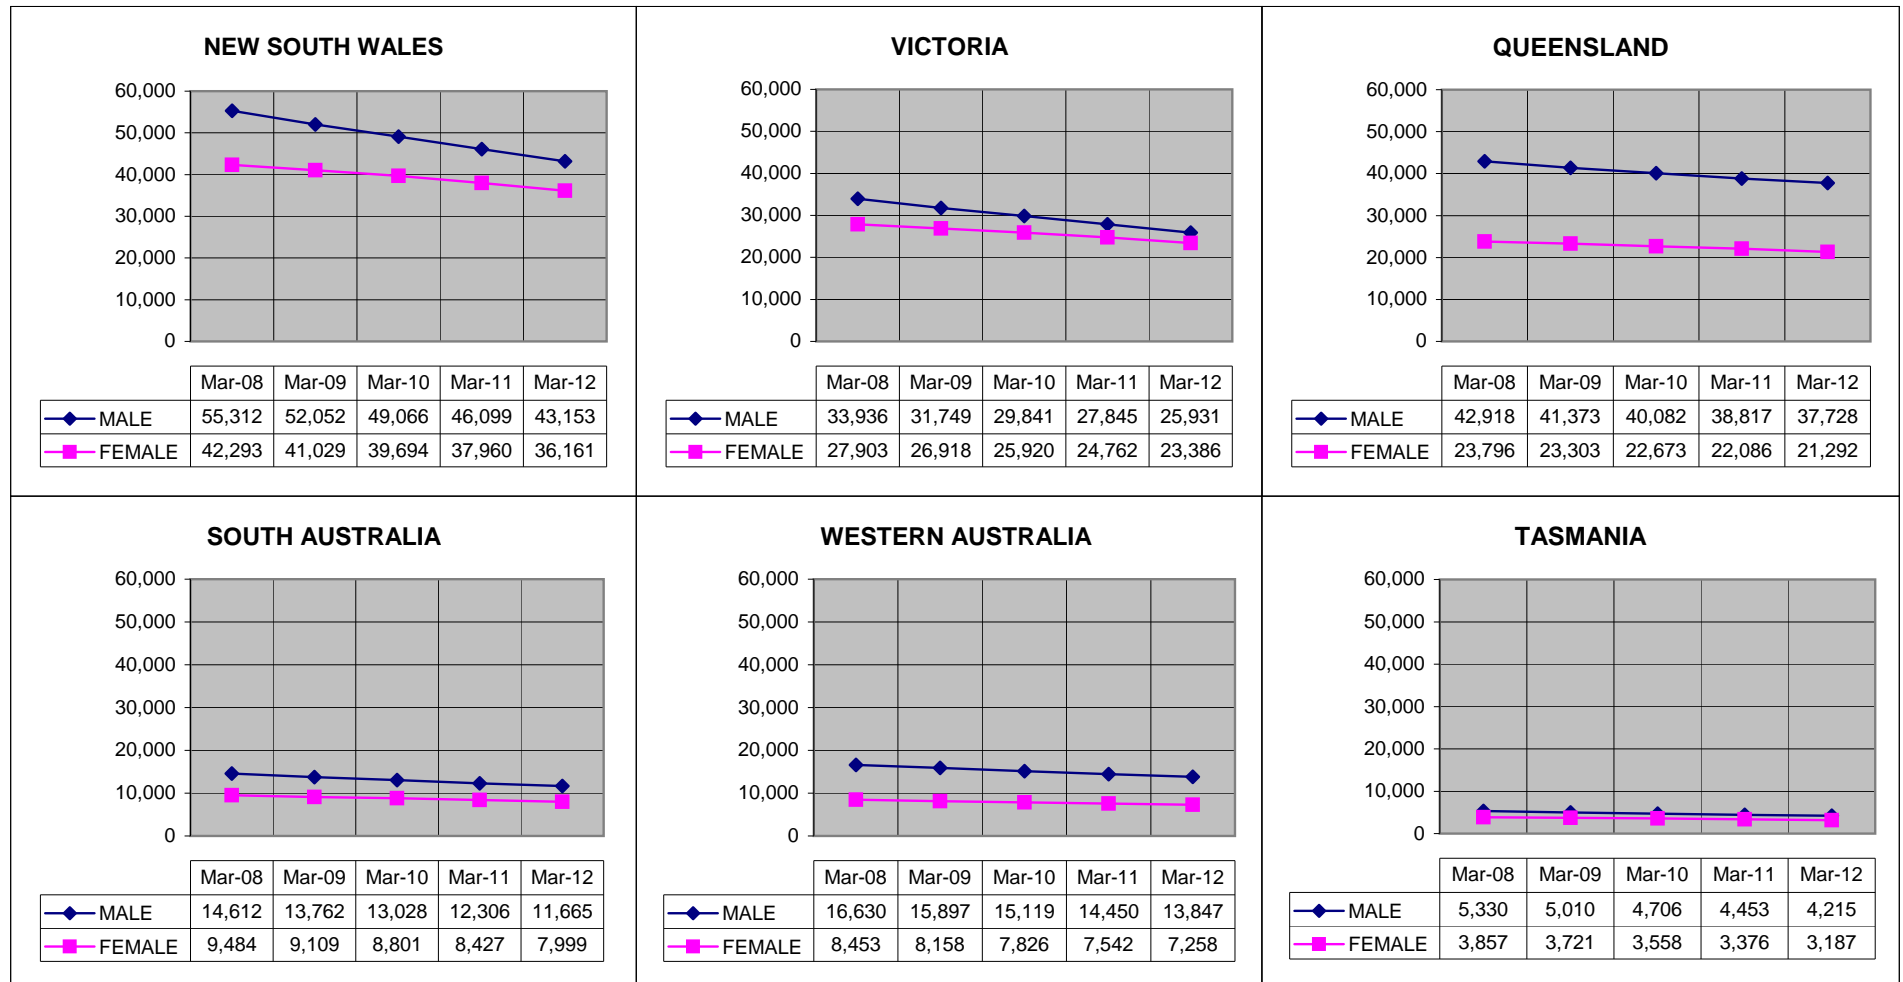 NEW SOUTH WALES
60,000
50,000
40,000
30,000
20,000
10,000
0
Mar-08 Mar-09 Mar-10 Mar-11 Mar-12
MALE 55,312 52,052 49,066 46,099 43,153
FEMALE 42,293 41,029 39,694 37,960 36,161
VICTORIA
60,000
50,000
40,000
30,000
20,000
10,000
0
Mar-08 Mar-09 Mar-10 Mar-11 Mar-12
MALE 33,936 31,749 29,841 27,845 25,931
FEMALE 27,903 26,918 25,920 24,762 23,386
QUEENSLAND
60,000
50,000
40,000
30,000
20,000
10,000
0
Mar-08 Mar-09 Mar-10 Mar-11 Mar-12
MALE 42,918 41,373 40,082 38,817 37,728
FEMALE 23,796 23,303 22,673 22,086 21,292
SOUTH AUSTRALIA
60,000
50,000
40,000
30,000
20,000
10,000
0
Mar-08 Mar-09 Mar-10 Mar-11 Mar-12
MALE 14,612 13,762 13,028 12,306 11,665
FEMALE 9,484 9,109 8,801 8,427 7,999
WESTERN AUSTRALIA
60,000
50,000
40,000
30,000
20,000
10,000
0
Mar-08 Mar-09 Mar-10 Mar-11 Mar-12
MALE 16,630 15,897 15,119 14,450 13,847
FEMALE 8,453 8,158 7,826 7,542 7,258
TASMANIA
60,000
50,000
40,000
30,000
20,000
10,000
0
Mar-08 Mar-09 Mar-10 Mar-11 Mar-12
MALE 5,330 5,010 4,706 4,453 4,215
FEMALE 3,857 3,721 3,558 3,376 3,187